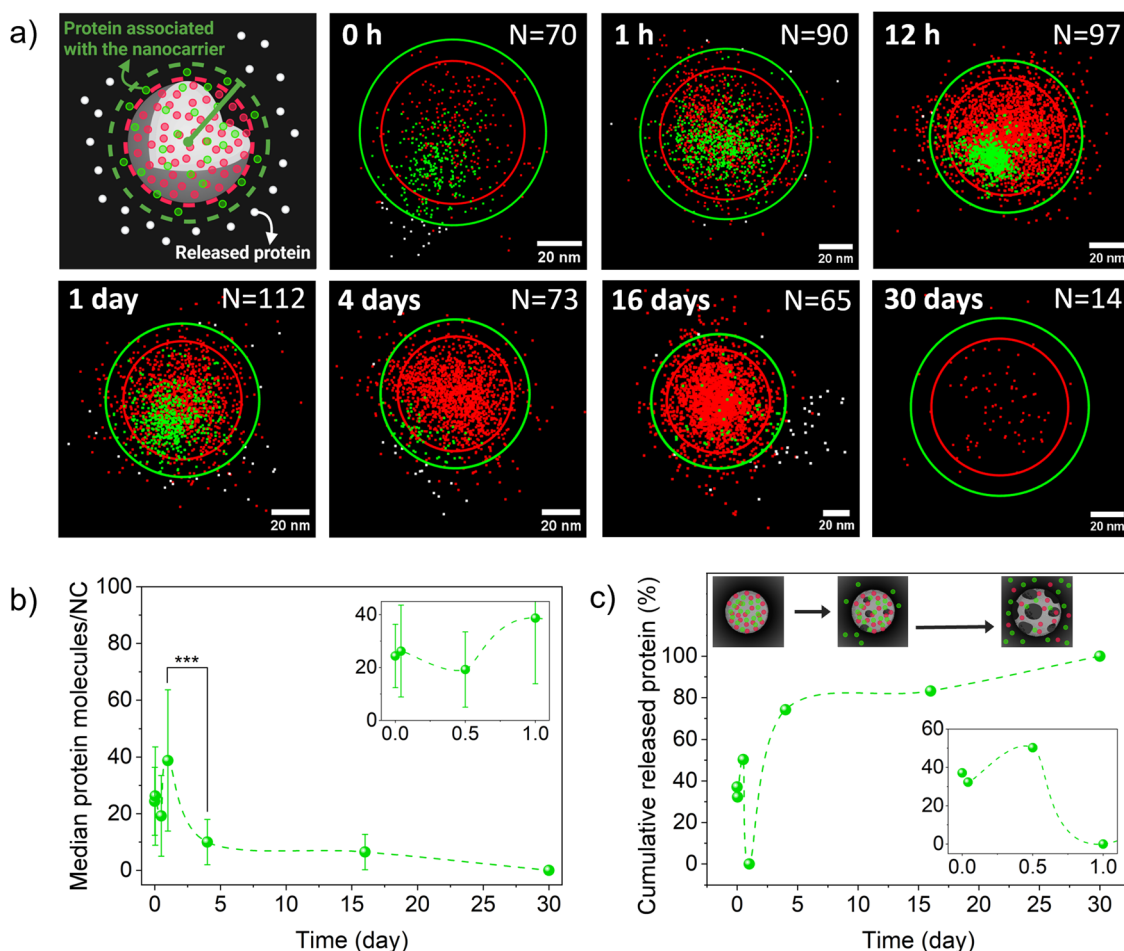 a)
Protein associated
with the nanocarrier
Released protein
0 h
N=70
20 nm
1 h
N=90
20 nm
12 h
N=97
20 nm
1 day
N=112
20 nm
4 days
N=73
20 nm
16 days
N=65
20 nm
30 days
N=14
20 nm
b)
Median protein molecules/NC
100
80
60
40
20
0
***
40
20
0
0.0
0.5
1.0
0
5
10
15
20
25
30
Time (day)
c)
Cumulative released protein (%)
100
80
60
40
20
0
60
40
20
0
0.0
0.5
1.0
0
5
10
15
20
25
30
Time (day)